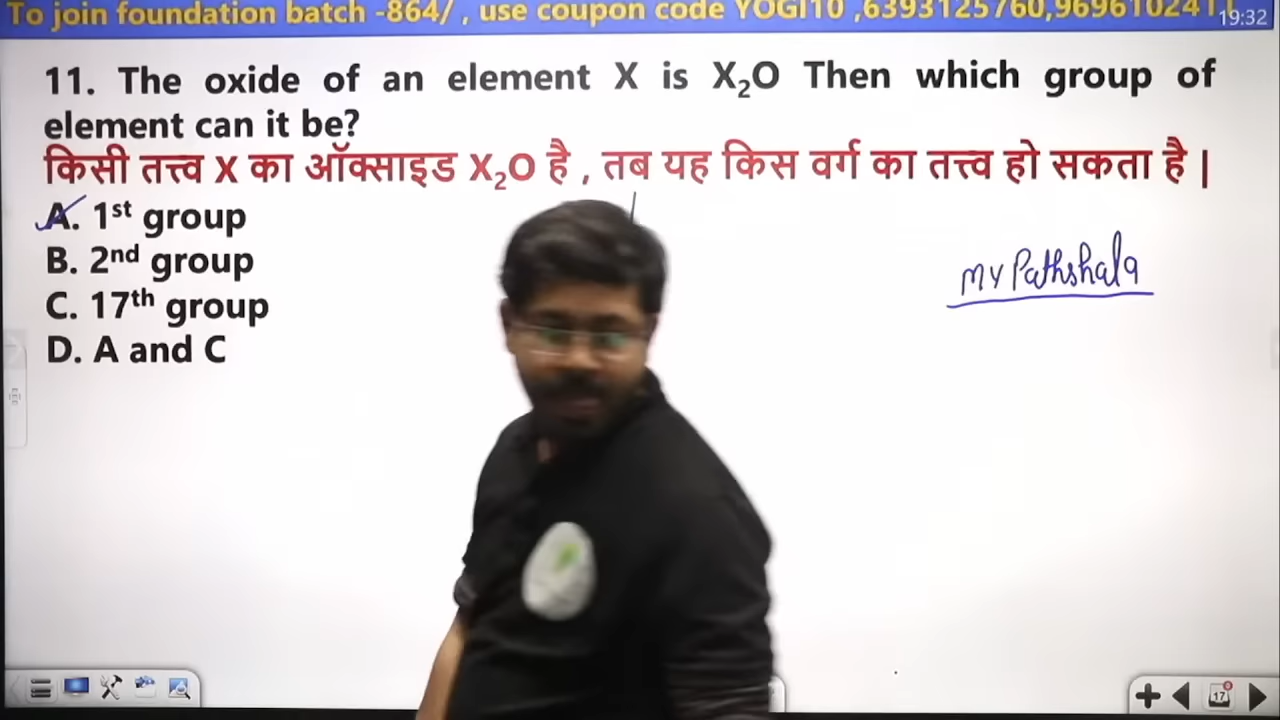 To join foundation batch -864/ , use coupon code YOGI10 ,6393125760,9696102411
19:32
11. The oxide of an element X is X₂O Then which group of
element can it be?
किसी तत्त्व X का ऑक्साइड X₂O है , तब यह किस वर्ग का तत्त्व हो सकता है |
A. 1st group
B. 2nd group
C. 17th group
D. A and C
My Pathshala
17